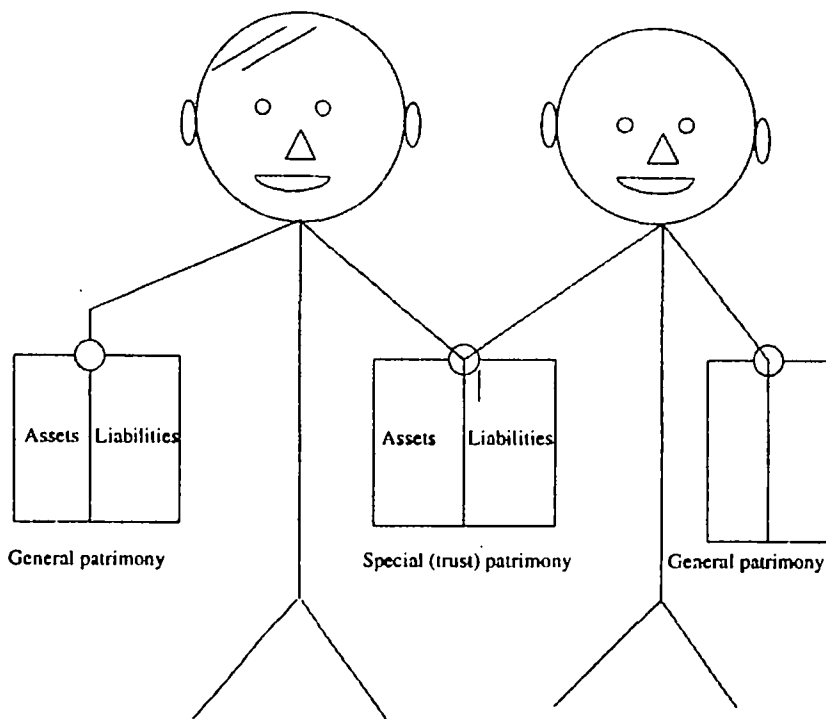 Assets Liabilities Assets Liabilities
General patrimony Special (trust) patrimony General patrimony